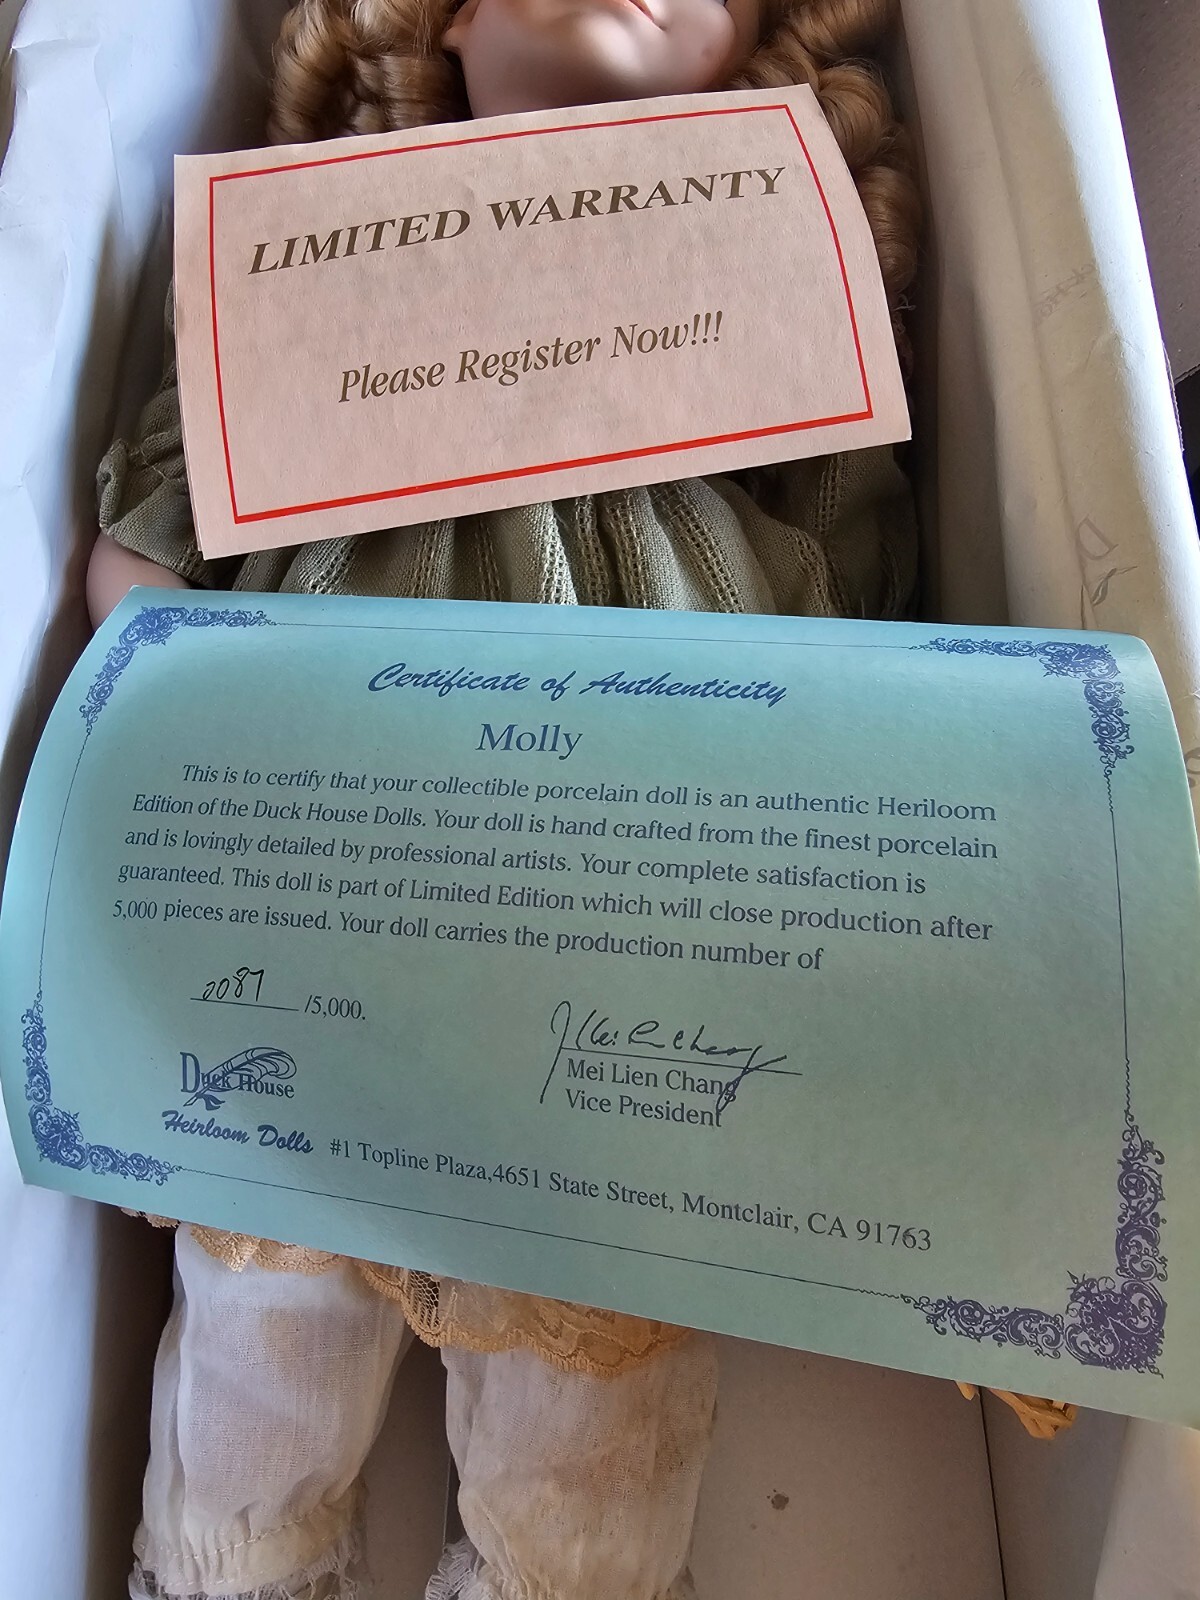 LIMITED WARRANTY
Please Register Now!!!
Certificate of Authenticity
Molly
This is to certify that your collectible porcelain doll is an authentic Heriloom
Edition of the Duck House Dolls. Your doll is hand crafted from the finest porcelain
and is lovingly detailed by professional artists. Your complete satisfaction is
guaranteed. This doll is part of Limited Edition which will close production after
5,000 pieces are issued. Your doll carries the production number of
0087 /5,000.
Mei Lien Chang
Vice President
Duck House
Heirloom Dolls
#1 Topline Plaza,4651 State Street, Montclair, CA 91763